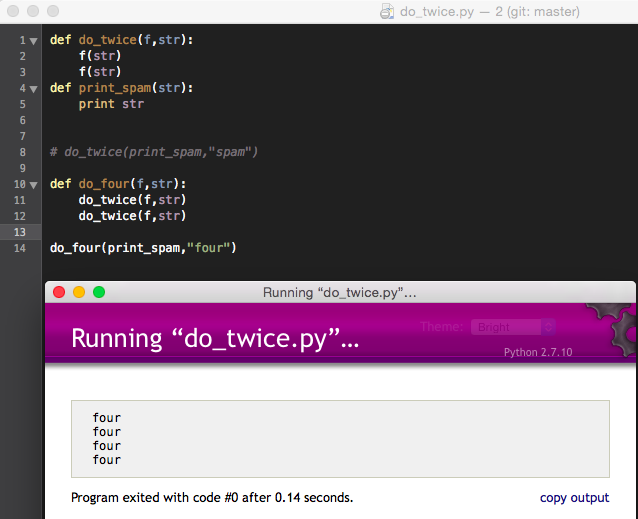 do_twice.py — 2 (git: master)
1 def do_twice(f,str):
2     f(str)
3     f(str)
4 def print_spam(str):
5     print str
6
7
8 # do_twice(print_spam,"spam")
9
10 def do_four(f,str):
11     do_twice(f,str)
12     do_twice(f,str)
13
14 do_four(print_spam,"four")
Running “do_twice.py”…
Theme: Bright
Running “do_twice.py”…
Python 2.7.10
four
four
four
four
Program exited with code #0 after 0.14 seconds. copy output